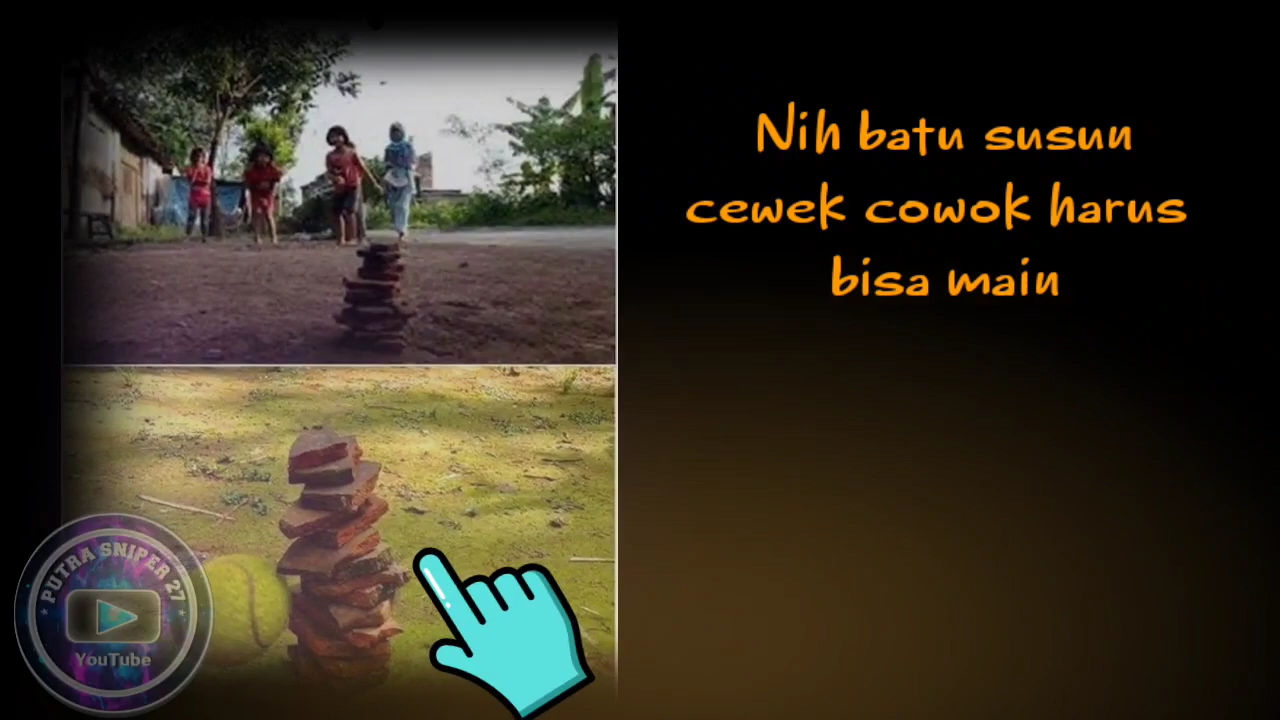 Nih batu susun
cewek cowok harus
bisa main
PUTRA SNIPER 27
YouTube